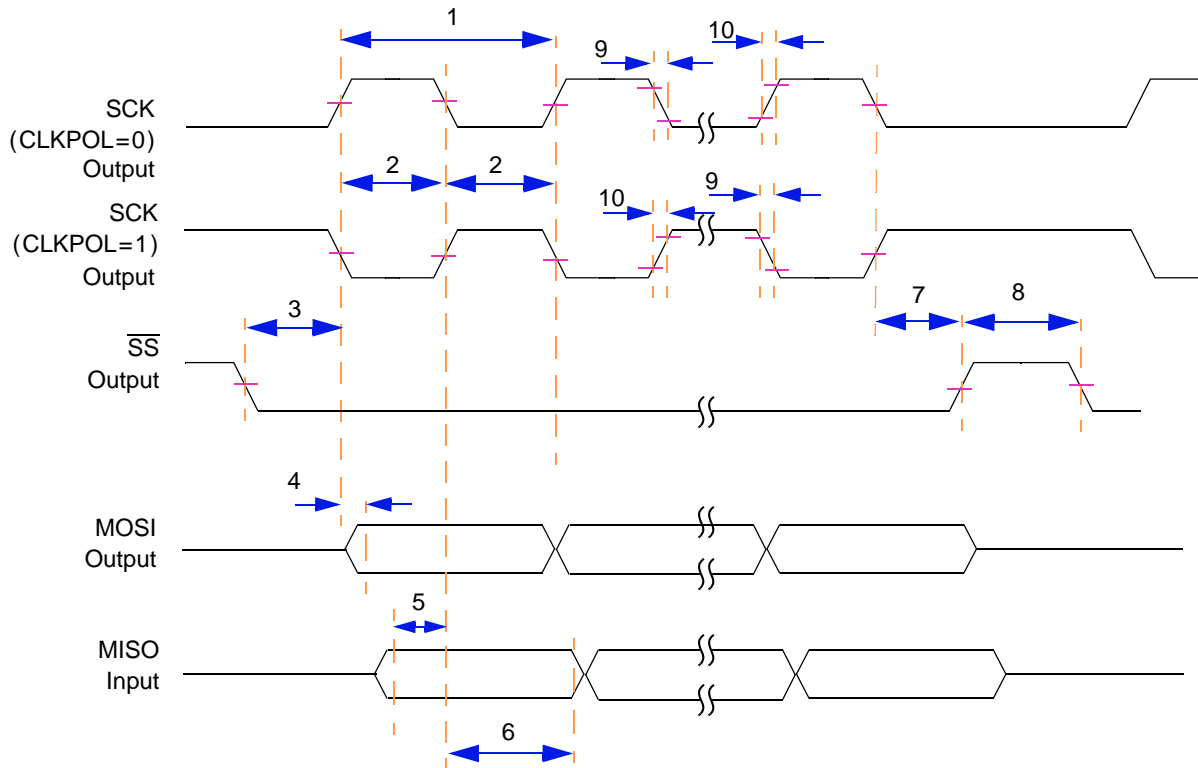 1
9
10
SCK
(CLKPOL=0)
Output
2
2
SCK
(CLKPOL=1)
Output
10
9
3
7
8
SS
Output
4
MOSI
Output
5
MISO
Input
6